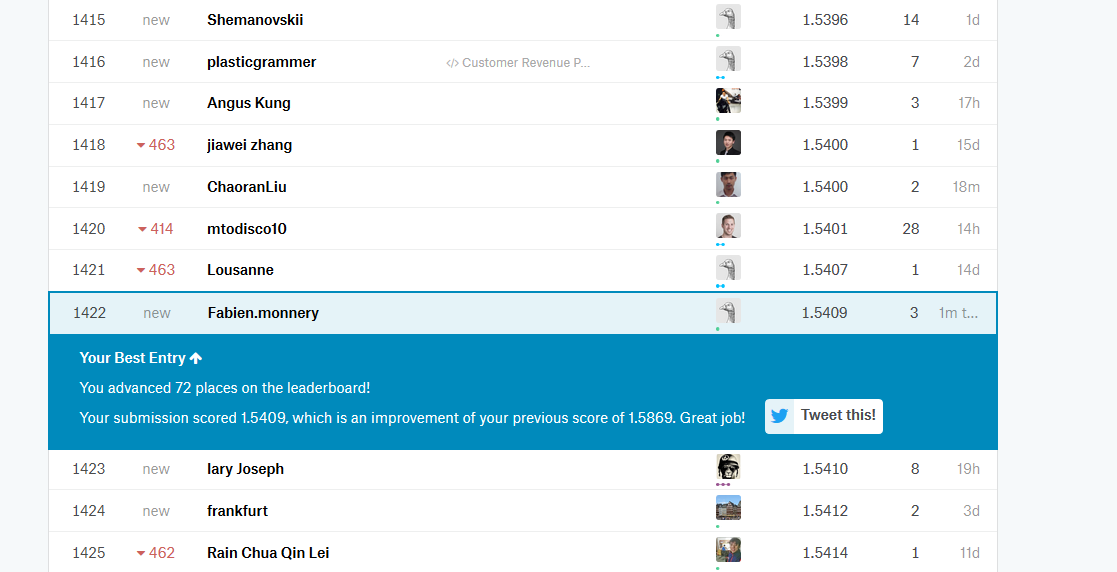 1415 new Shemanovskii 1.5396 14 1d
1416 new plasticgrammer </> Customer Revenue P... 1.5398 7 2d
1417 new Angus Kung 1.5399 3 17h
1418 463 jiawei zhang 1.5400 1 15d
1419 new ChaoranLiu 1.5400 2 18m
1420 414 mtodisco10 1.5401 28 14h
1421 463 Lousanne 1.5407 1 14d
1422 new Fabien.monnery 1.5409 3 1m t...
Your Best Entry
You advanced 72 places on the leaderboard!
Your submission scored 1.5409, which is an improvement of your previous score of 1.5869. Great job! Tweet this!
1423 new Iary Joseph 1.5410 8 19h
1424 new frankfurt 1.5412 2 3d
1425 462 Rain Chua Qin Lei 1.5414 1 11d